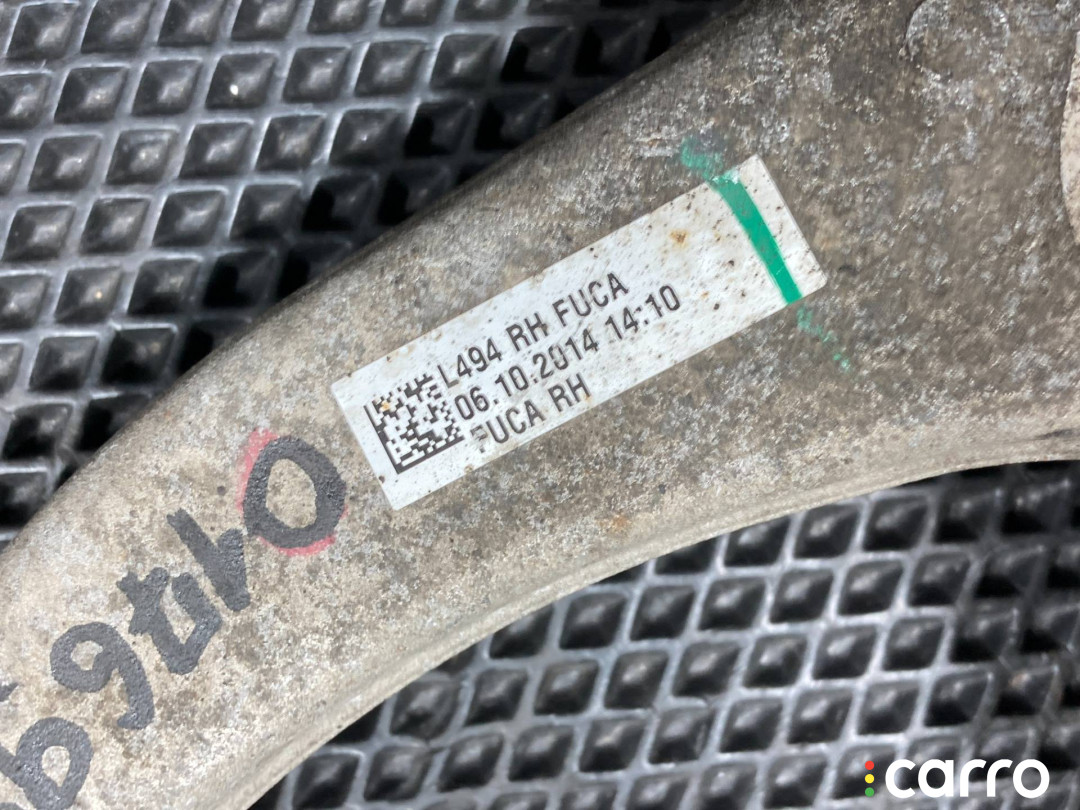 L494 RH FUCA
06.10.2014 14:10
FUCA RH
carro